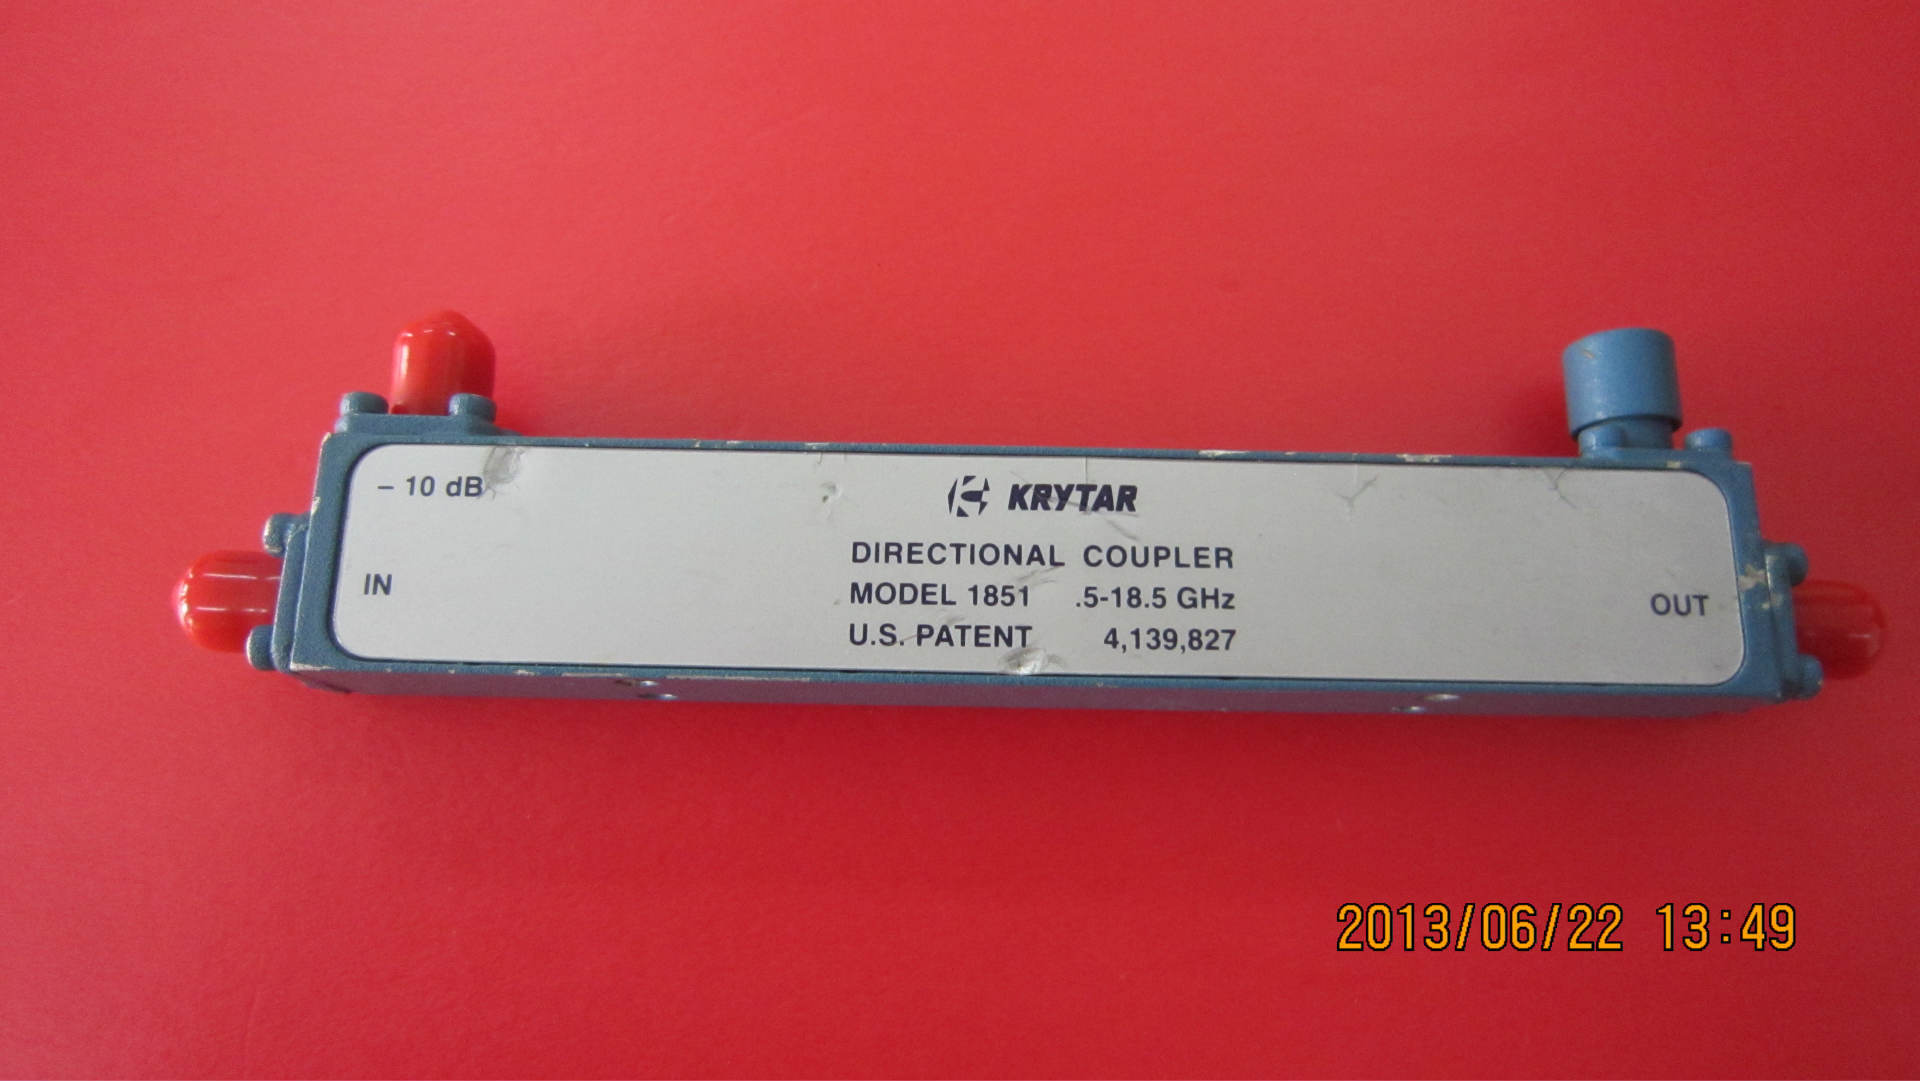 – 10 dB
KRYTAR
DIRECTIONAL COUPLER
IN
MODEL 1851 .5-18.5 GHz
OUT
U.S. PATENT 4,139,827
2013/06/22 13:49